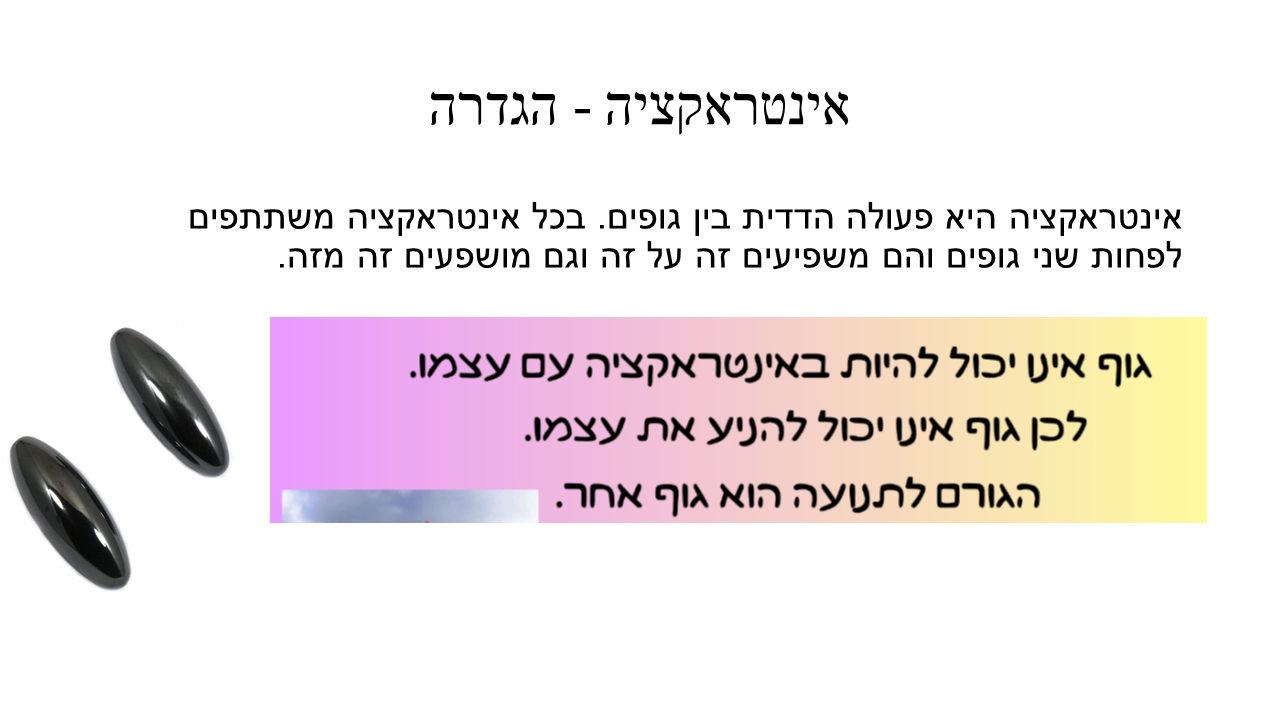 אינטראקציה - הגדרה
אינטראקציה היא פעולה הדדית בין גופים. בכל אינטראקציה משתתפים
לפחות שני גופים והם משפיעים זה על זה וגם מושפעים זה מזה.
גוף אינו יכול להיות באינטראקציה עם עצמו.
לכן גוף אינו יכול להניע את עצמו.
הגורם לתנועה הוא גוף אחר.